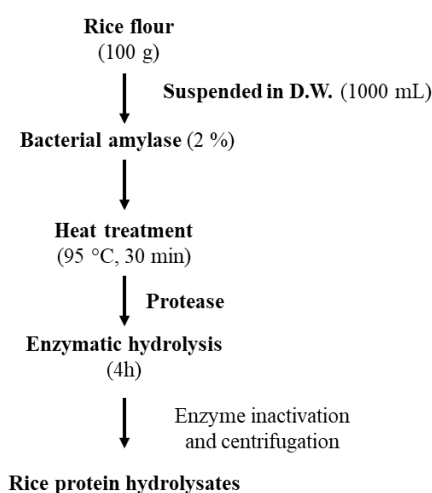 Rice flour
(100 g)
Suspended in D.W. (1000 mL)
Bacterial amylase (2 %)
Heat treatment
(95 °C, 30 min)
Protease
Enzymatic hydrolysis
(4h)
Enzyme inactivation
and centrifugation
Rice protein hydrolysates